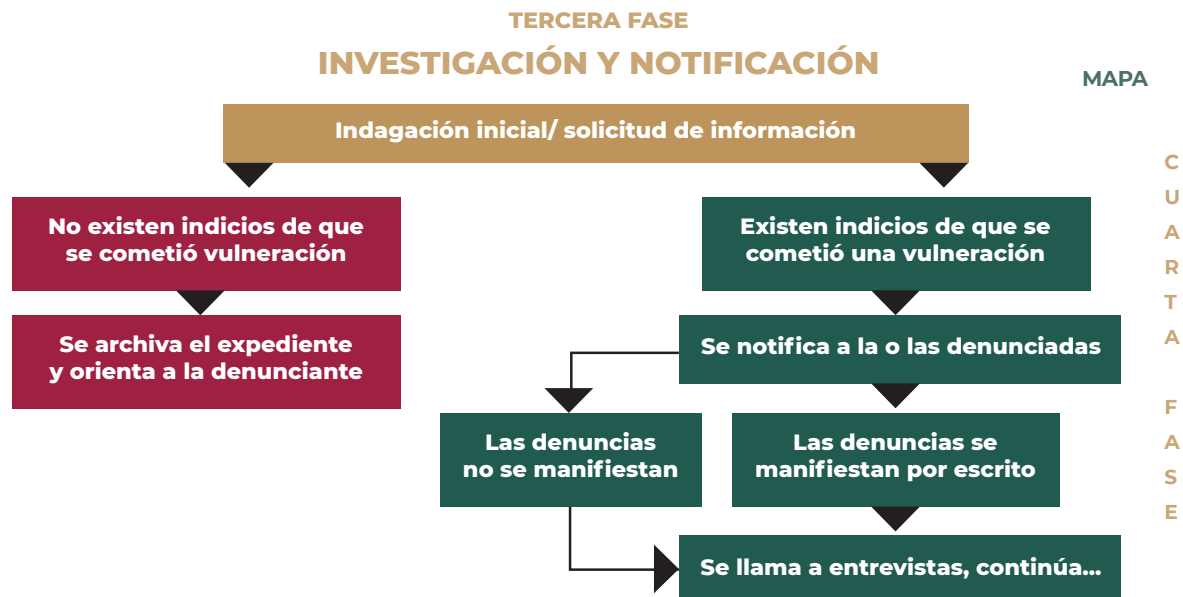 TERCERA FASE
INVESTIGACIÓN Y NOTIFICACIÓN
MAPA
Indagación inicial/ solicitud de información
No existen indicios de que
se cometió vulneración
Existen indicios de que se
cometió una vulneración
Se archiva el expediente
y orienta a la denunciante
Se notifica a la o las denunciadas
Las denuncias
no se manifiestan
Las denuncias se
manifiestan por escrito
Se llama a entrevistas, continúa...
CUARTA FASE